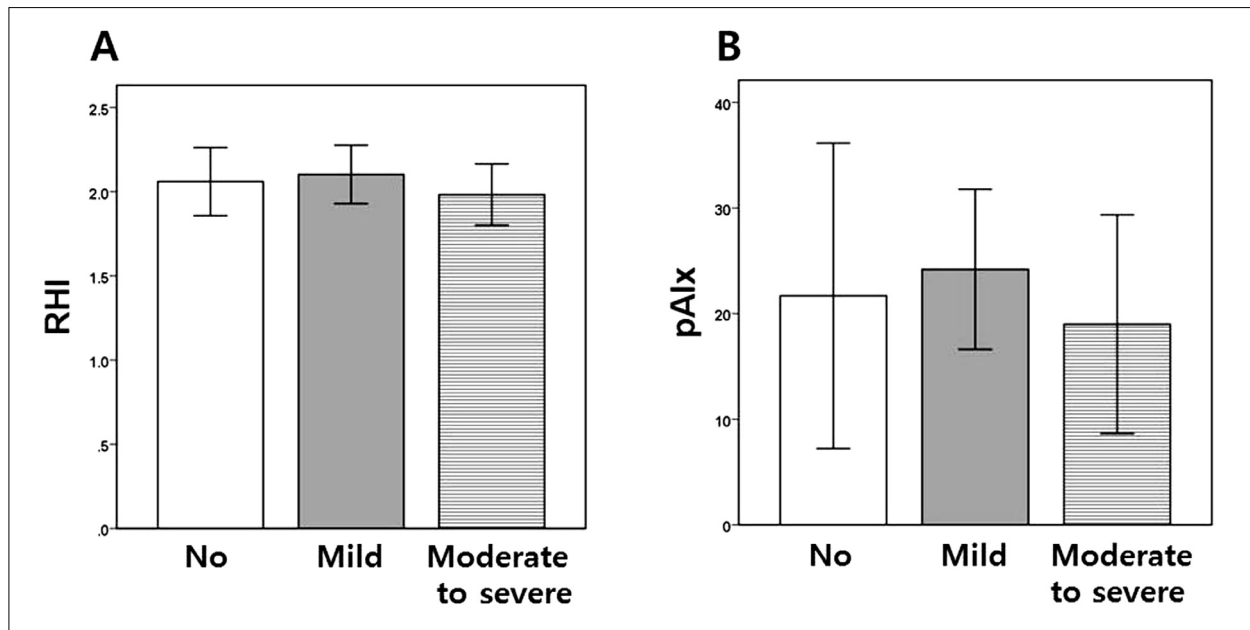 A
2.5
2.0
1.5
1.0
.5
.0
RHI
No
Mild
Moderate
to severe
B
40
30
20
10
0
pAIx
No
Mild
Moderate
to severe